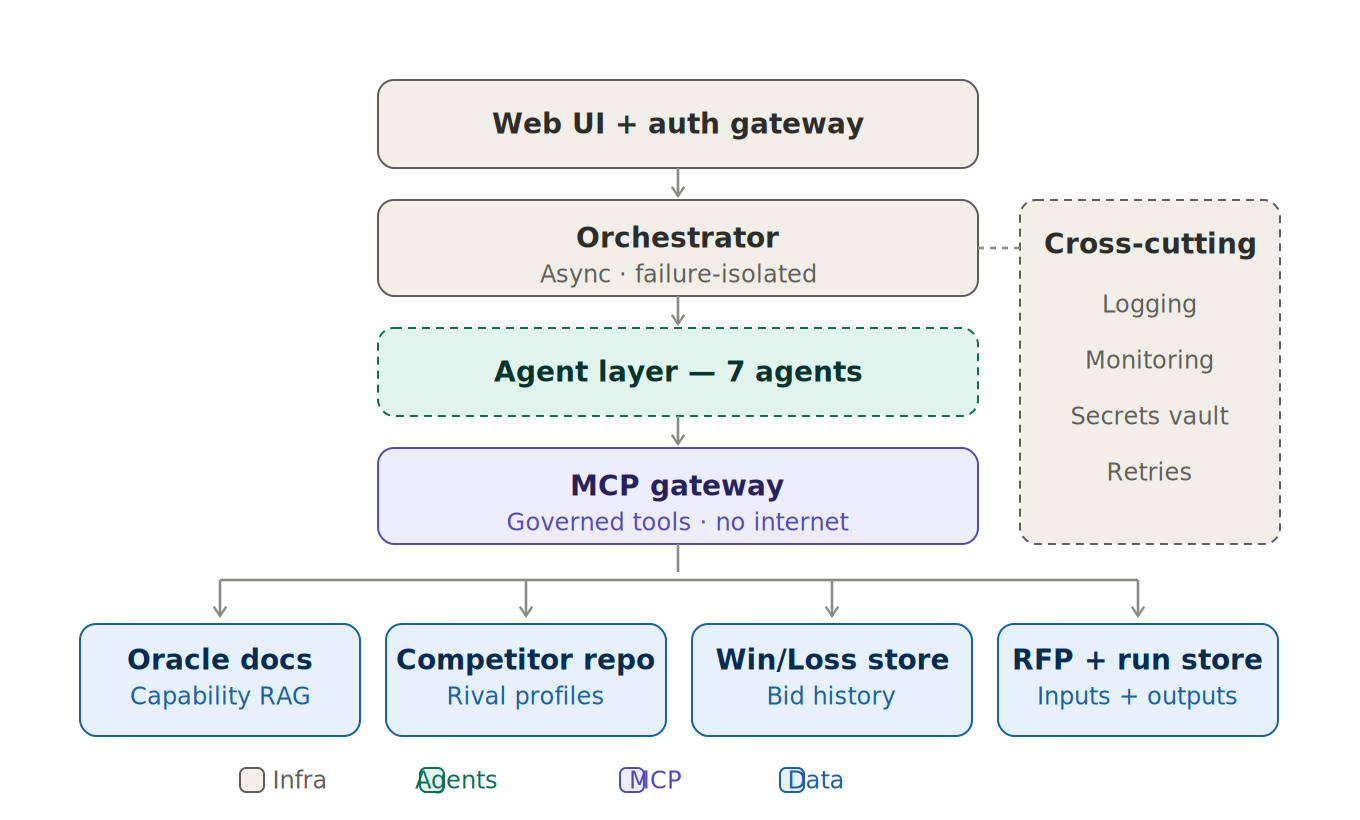 Web UI + auth gateway
Orchestrator
Async · failure-isolated
Cross-cutting
Logging
Monitoring
Secrets vault
Retries
Agent layer — 7 agents
MCP gateway
Governed tools · no internet
Oracle docs
Capability RAG
Competitor repo
Rival profiles
Win/Loss store
Bid history
RFP + run store
Inputs + outputs
Infra
Agents
MCP
Data